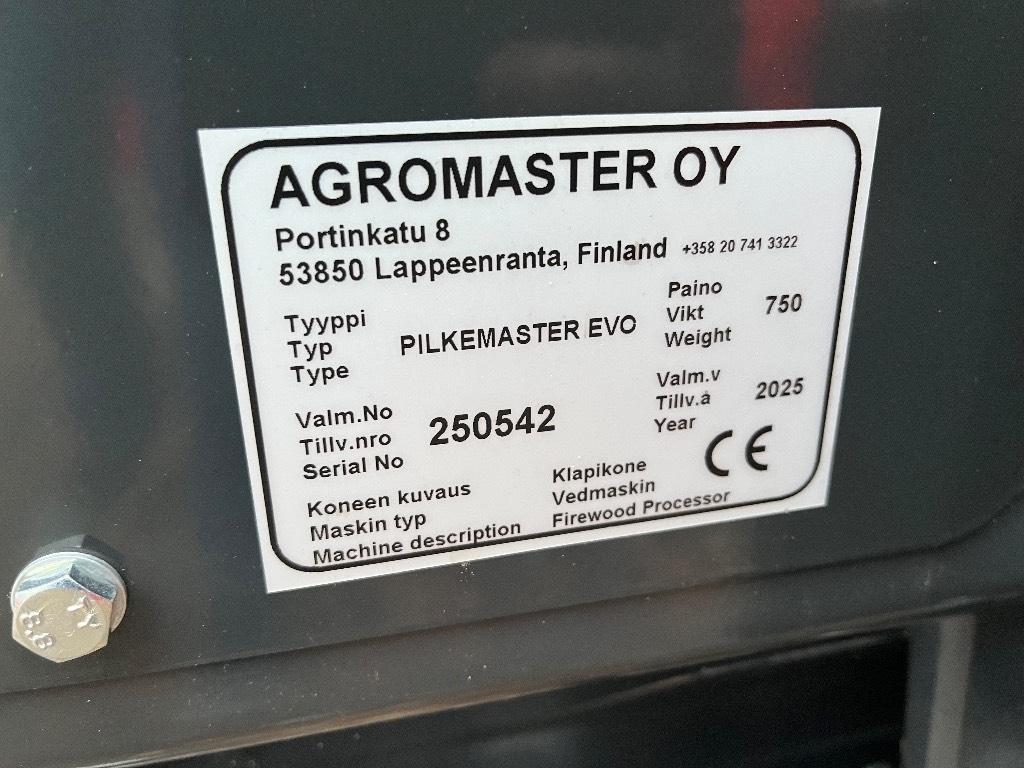 AGROMASTER OY
Portinkatu 8
53850 Lappeenranta, Finland +358 20 741 3322
Tyyppi
Typ
Type
PILKEMASTER EVO
Paino
Vikt
Weight
750
Valm.No
Tillv.nro
Serial No
250542
Valm.v
Tillv.å
Year
2025
CE
Koneen kuvaus
Maskin typ
Machine description
Klapikone
Vedmaskin
Firewood Processor
TY
8.8